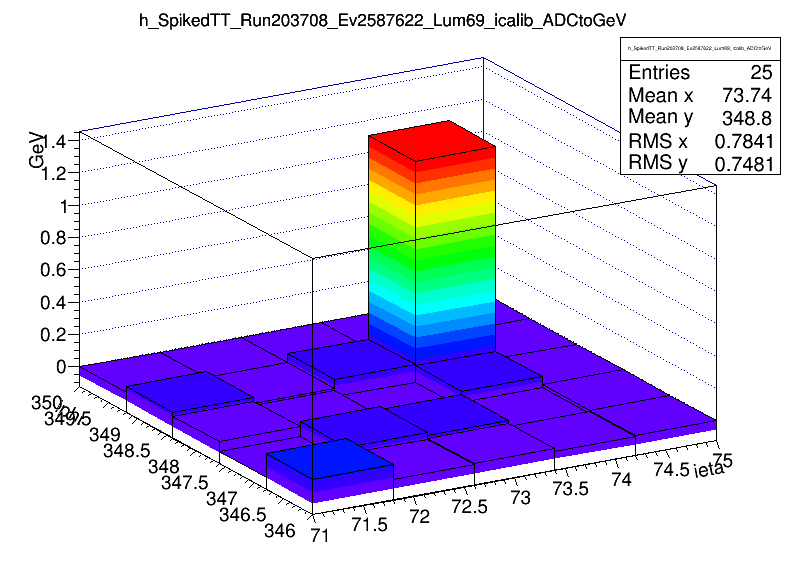 h_SpikedTT_Run203708_Ev2587622_Lum69_icalib_ADCtoGeV
h_SpikedTT_Run203708_Ev2587622_Lum69_icalib_ADCtoGeV
Entries 25
Mean x 73.74
Mean y 348.8
RMS x 0.7841
RMS y 0.7481
GeV
1.4
1.2
1
0.8
0.6
0.4
0.2
0
350
349.5
349
348.5
348
347.5
347
346.5
346
71
71.5
72
72.5
73
73.5
74
74.5
75
ieta